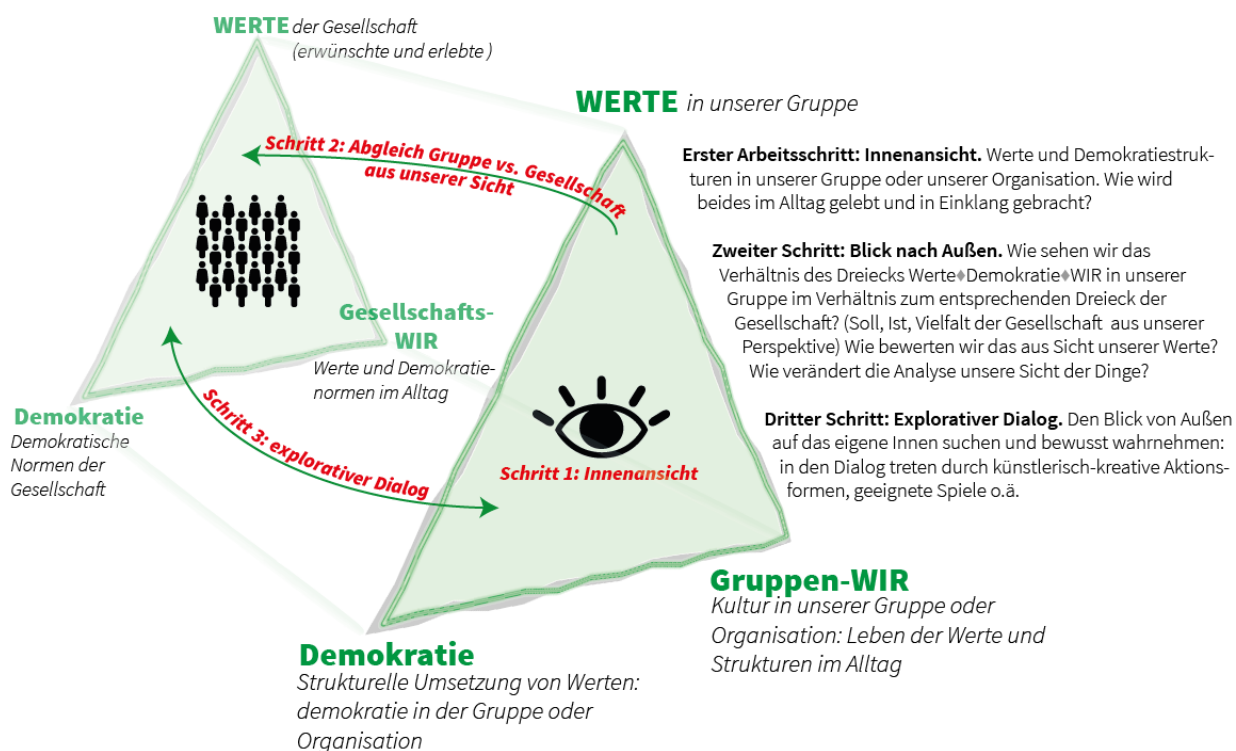 WERTE der Gesellschaft
(erwünschte und erlebte )
WERTE in unserer Gruppe
Schritt 2: Abgleich Gruppe vs. Gesellschaft
aus unserer Sicht
Erster Arbeitsschritt: Innenansicht. Werte und Demokratiestruk-
turen in unserer Gruppe oder unserer Organisation. Wie wird
beides im Alltag gelebt und in Einklang gebracht?
Zweiter Schritt: Blick nach Außen. Wie sehen wir das
Verhältnis des Dreiecks Werte♦Demokratie♦WIR in unserer
Gruppe im Verhältnis zum entsprechenden Dreieck der
Gesellschaft? (Soll, Ist, Vielfalt der Gesellschaft aus unserer
Perspektive) Wie bewerten wir das aus Sicht unserer Werte?
Wie verändert die Analyse unsere Sicht der Dinge?
Gesellschafts-
WIR
Werte und Demokratie-
normen im Alltag
Demokratie
Demokratische
Normen der
Gesellschaft
Schritt 3: explorativer Dialog
Schritt 1: Innenansicht
Dritter Schritt: Explorativer Dialog. Den Blick von Außen
auf das eigene Innen suchen und bewusst wahrnehmen:
in den Dialog treten durch künstlerisch-kreative Aktions-
formen, geeignete Spiele o.ä.
Gruppen-WIR
Kultur in unserer Gruppe oder
Organisation: Leben der Werte und
Strukturen im Alltag
Demokratie
Strukturelle Umsetzung von Werten:
demokratie in der Gruppe oder
Organisation